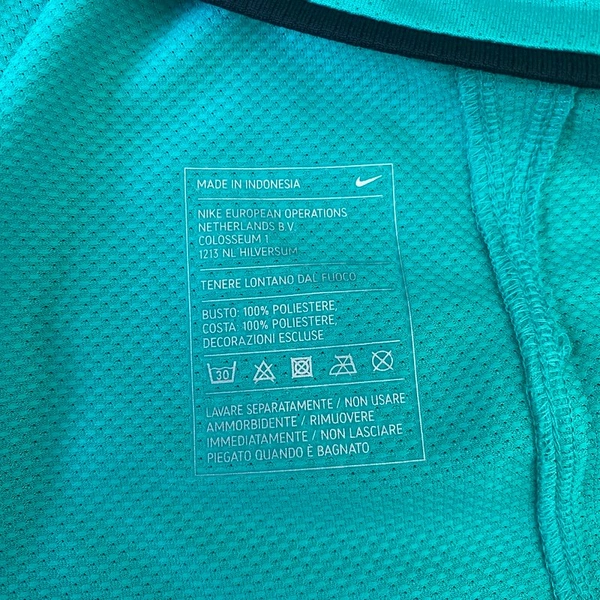 MADE IN INDONESIA
NIKE EUROPEAN OPERATIONS
NETHERLANDS B.V.
COLOSSEUM 1
1213 NL HILVERSUM
TENERE LONTANO DAL FUOCO
BUSTO: 100% POLIESTERE,
COSTA: 100% POLIESTERE,
DECORAZIONI ESCLUSE
30
LAVARE SEPARATAMENTE / NON USARE
AMMORBIDENTE / RIMUOVERE
IMMEDIATAMENTE / NON LASCIARE
PIEGATO QUANDO È BAGNATO